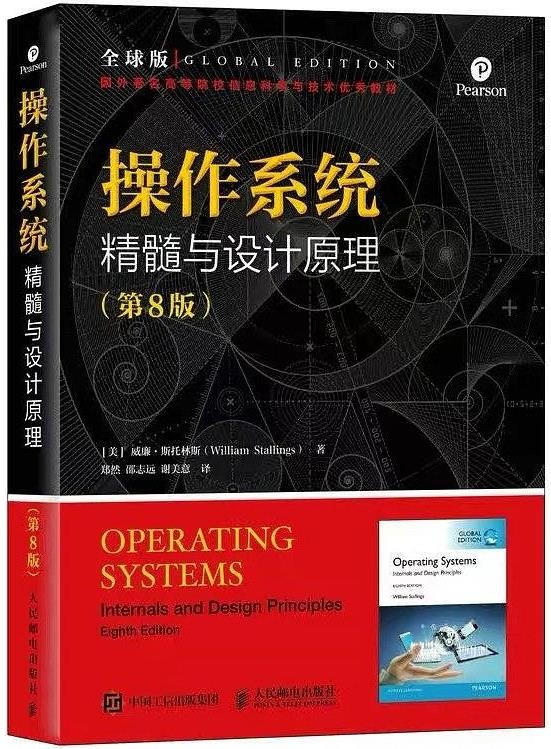 Pearson
操作系统
精髓与设计原理
(第8版)
人民邮电出版社
全球版 | GLOBAL EDITION
国外著名高等院校信息科学与技术优秀教材
Pearson
操作系统
精髓与设计原理
(第8版)
[美] 威廉·斯托林斯(William Stallings) 著
郑然 邵志远 谢美意 译
OPERATING
SYSTEMS
Internals and Design Principles
Eighth Edition
中国工信出版集团
人民邮电出版社
POSTS & TELECOM PRESS
GLOBAL
EDITION
Operating Systems
Internals and Design Principles
EIGHTH EDITION
William Stallings
PEARSON